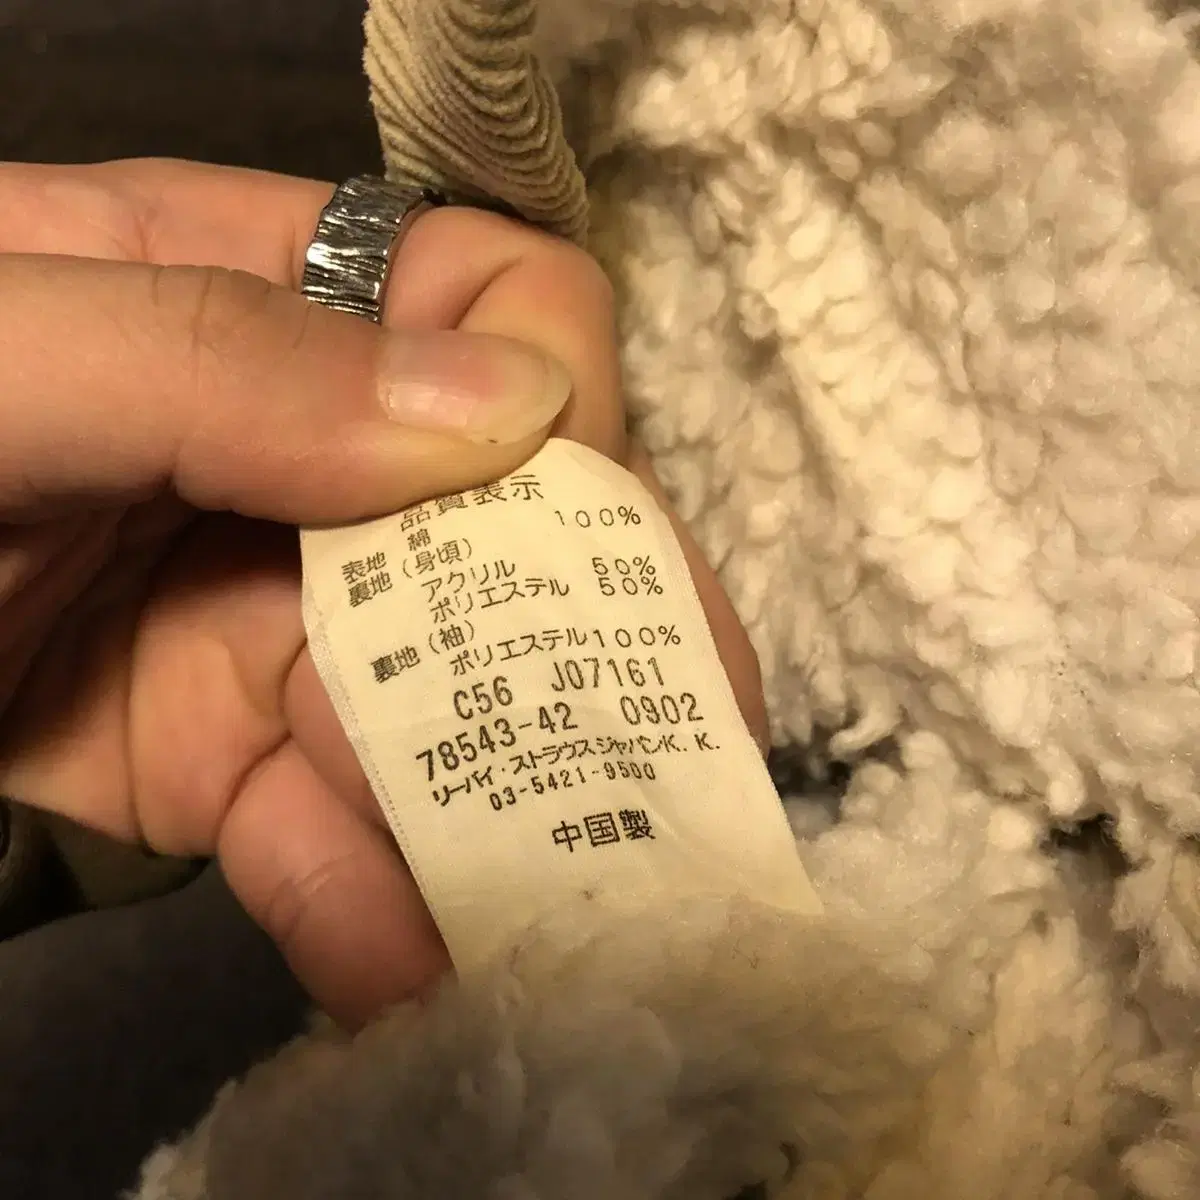 品質表示
表地 綿 100%
裏地(身頃)
アクリル 50%
ポリエステル 50%
裏地(袖)
ポリエステル100%
C56 J07161
78543-42 0902
リーバイ・ストラウスジャパンK.K.
03-5421-9500
中国製